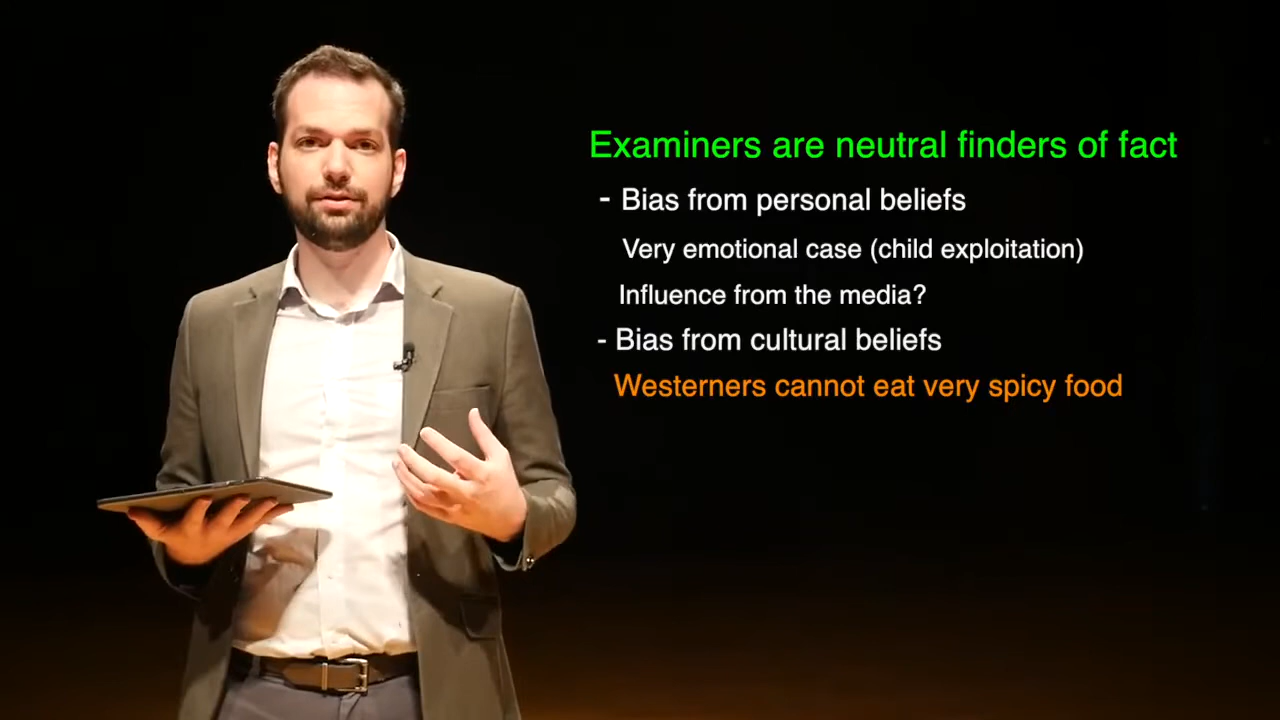 Examiners are neutral finders of fact
- Bias from personal beliefs
Very emotional case (child exploitation)
Influence from the media?
- Bias from cultural beliefs
Westerners cannot eat very spicy food